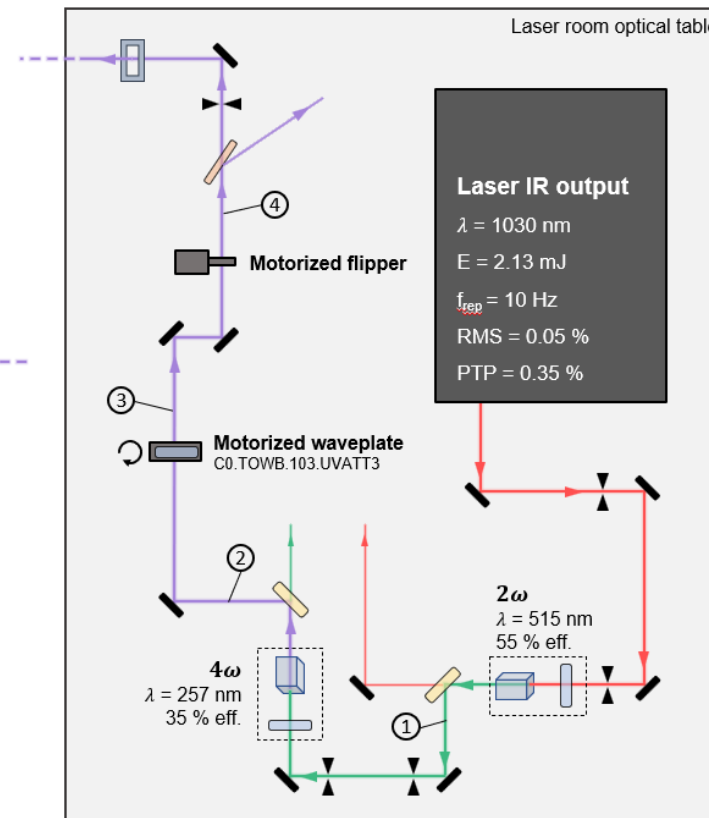 Laser room optical table
Laser IR output
λ = 1030 nm
E = 2.13 mJ
f_rep = 10 Hz
RMS = 0.05 %
PTP = 0.35 %
4
Motorized flipper
3
Motorized waveplate
C0.TOWB.103.UVATT3
2
2ω
λ = 515 nm
55 % eff.
4ω
λ = 257 nm
35 % eff.
1